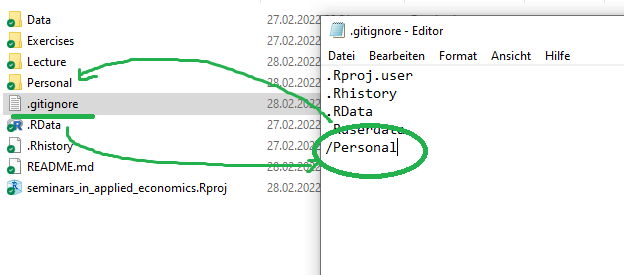 Data 27.02.2022
Exercises 27.02.2022
Lecture 28.02.2022
Personal 28.02.2022
.gitignore 28.02.2022
.RData 27.02.2022
.Rhistory 27.02.2022
README.md 28.02.2022
seminars_in_applied_economics.Rproj 28.02.2022
.gitignore - Editor
Datei Bearbeiten Format Ansicht Hilfe
.Rproj.user
.Rhistory
.RData
.Ruserdata
/Personal